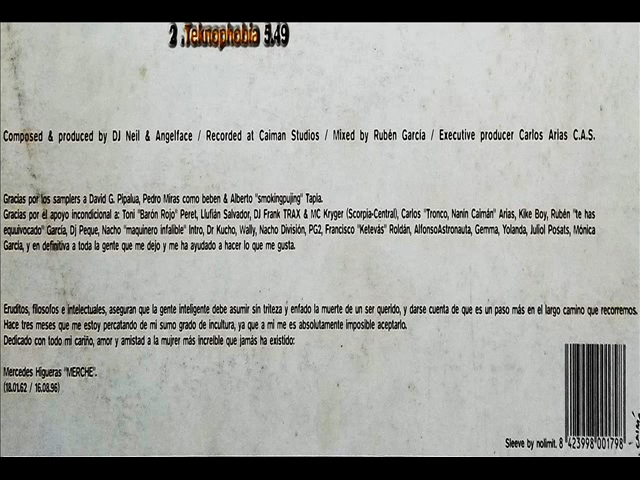 2 .Teknophobia 5.49
Composed & produced by DJ Neil & Angelface / Recorded at Caiman Studios / Mixed by Rubèn Garcia / Executive producer Carlos Arias C.A.S.
Gracias por los samplers a David G. Pipalua, Pedro Miras como beben & Alberto "smokingpujing" Tapia.
Gracias por el apoyo incondicional a: Toni "Barón Rojo" Peret, Llufián Salvador, DJ Frank TRAX & MC Kryger (Scorpia-Central), Carlos "Tronco, Nanín Caimán" Arias, Kike Boy, Rubén "te has
equivocado" García, Dj Peque, Nacho "maquinero infalible" Intro, Dr Kucho, Wally, Nacho División, PG2, Francisco "Ketevás" Roldán, AlfonsoAstronauta, Gemma, Yolanda, Juliol Posats, Mónica
García, y en definitiva a toda la gente que me dejo y me ha ayudado a hacer lo que me gusta.
Eruditos, filosofos e intelectuales, aseguran que la gente inteligente debe asumir sin triteza y enfado la muerte de un ser querido, y darse cuenta de que es un paso más en el largo camino que recorremos.
Hace tres meses que me estoy percatando de mi sumo grado de incultura, ya que a mi me es absolutamente imposible aceptarlo.
Dedicado con todo mi cariño, amor y amistad a la mujer más increíble que jamás ha existido:
Mercedes Higueras "MERCHE".
(18.01.62 / 16.08.96)
Sleeve by nolimit. 8 423998 001798